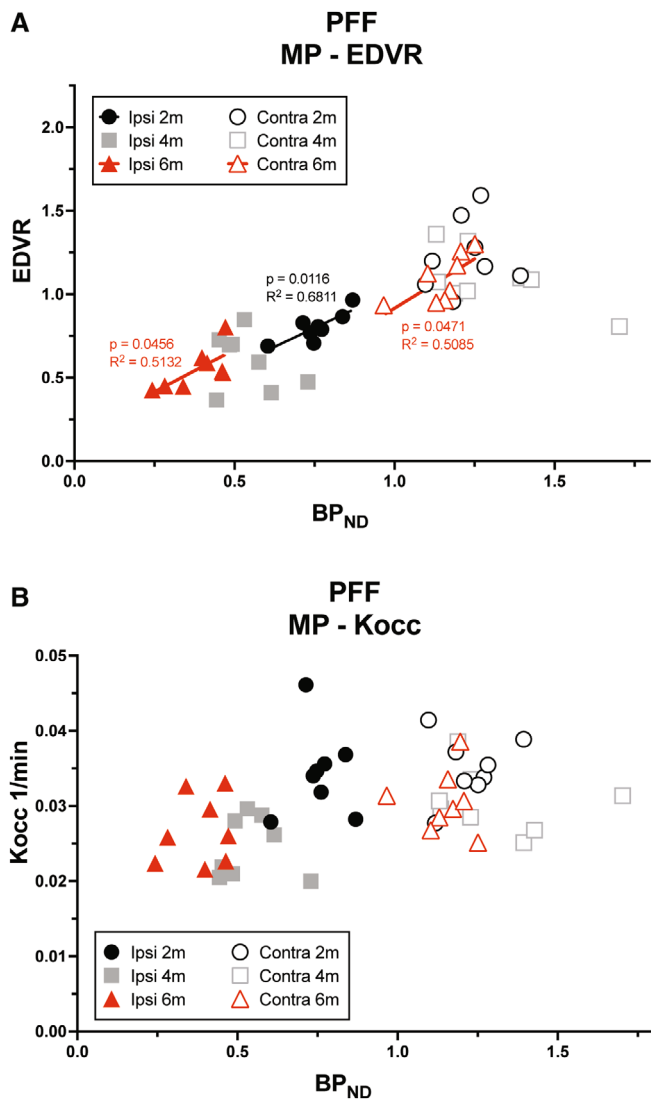 A
PFF
MP - EDVR
Ipsi 2m
Contra 2m
Ipsi 4m
Contra 4m
Ipsi 6m
Contra 6m
2.0
1.5
1.0
0.5
0.0
EDVR
p = 0.0116
R² = 0.6811
p = 0.0456
R² = 0.5132
p = 0.0471
R² = 0.5085
0.0 0.5 1.0 1.5
BP_ND
B
PFF
MP - Kocc
0.05
0.04
0.03
0.02
0.01
0.00
Kocc 1/min
Ipsi 2m
Contra 2m
Ipsi 4m
Contra 4m
Ipsi 6m
Contra 6m
0.0 0.5 1.0 1.5
BP_ND